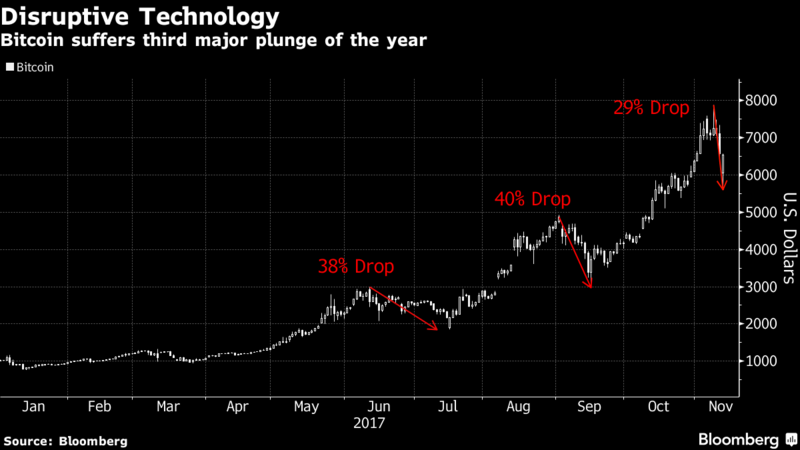 Disruptive Technology
Bitcoin suffers third major plunge of the year
Bitcoin
29% Drop
40% Drop
38% Drop
8000
7000
6000
5000
4000
3000
2000
1000
U.S. Dollars
Jan Feb Mar Apr May Jun Jul Aug Sep Oct Nov
2017
Source: Bloomberg
Bloomberg